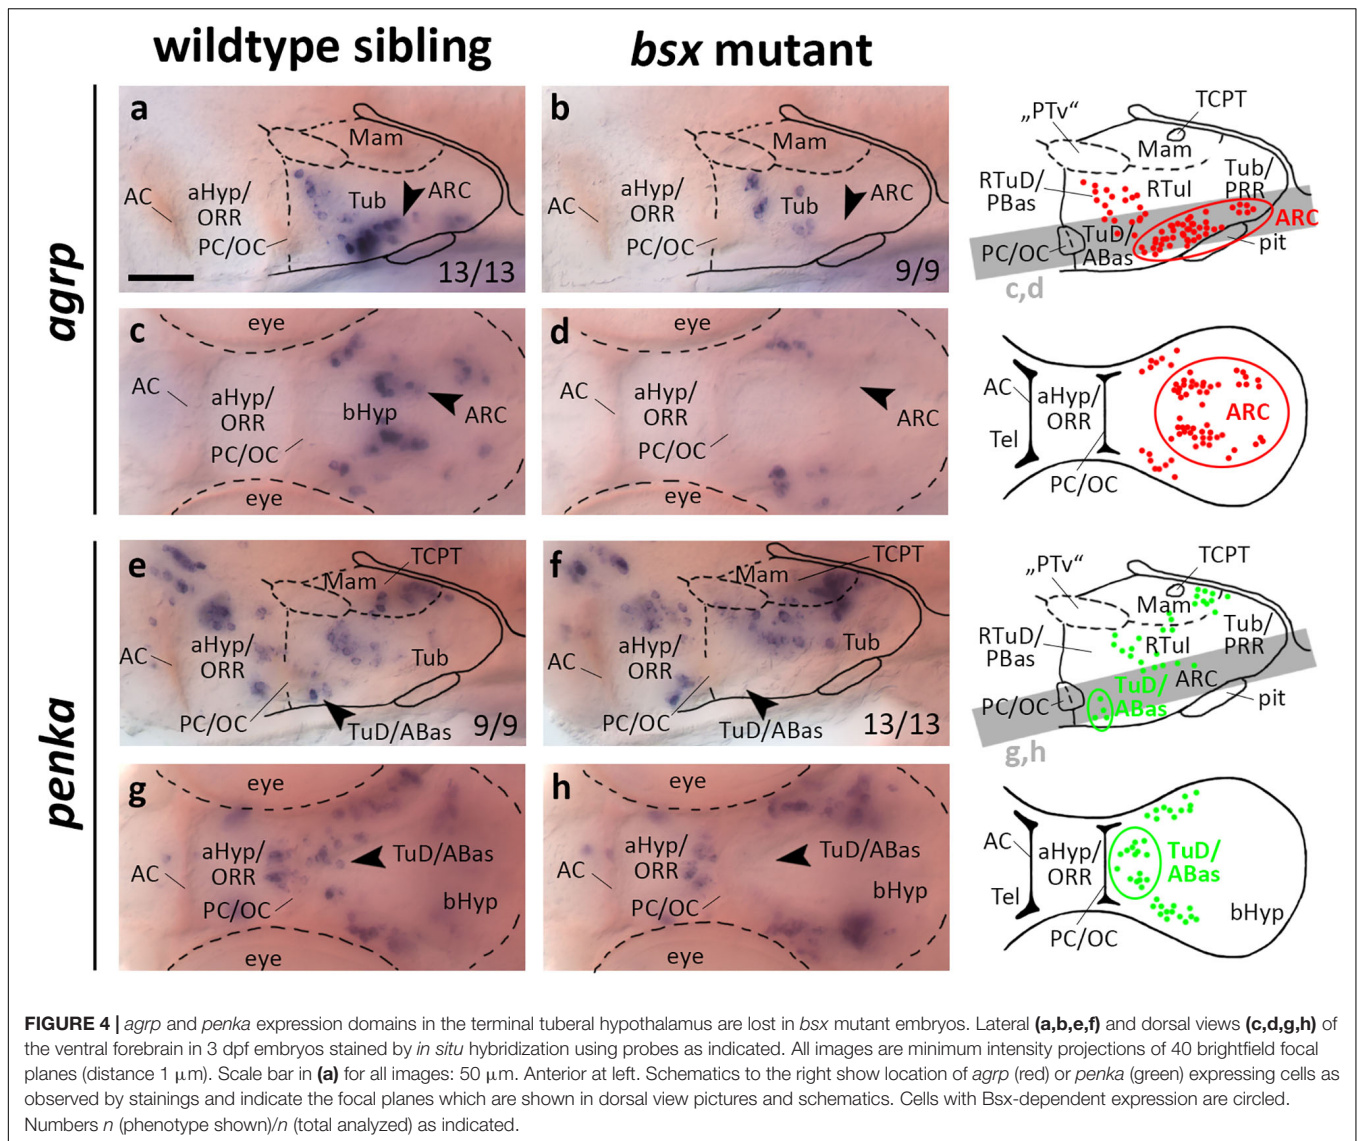 wildtype sibling
bsx mutant
agrp
penka
a
Mam
AC
aHyp/
ORR
Tub
ARC
PC/OC
13/13
b
Mam
AC
aHyp/
ORR
Tub
ARC
PC/OC
9/9
„PTv“
TCPT
Mam
Tub/
PRR
RTuD/
PBas
RTul
ARC
PC/OC
TuD/
ABas
pit
c,d
c
eye
AC
aHyp/
ORR
bHyp
ARC
PC/OC
eye
d
eye
AC
aHyp/
ORR
ARC
PC/OC
eye
AC
aHyp/
ORR
ARC
Tel
PC/OC
e
TCPT
Mam
aHyp/
ORR
AC
Tub
PC/OC
TuD/ABas
9/9
f
TCPT
Mam
aHyp/
ORR
AC
Tub
PC/OC
TuD/ABas
13/13
„PTv“
TCPT
Mam
Tub/
PRR
RTuD/
PBas
RTul
ARC
TuD/
ABas
PC/OC
pit
g,h
g
eye
aHyp/
ORR
TuD/ABas
AC
bHyp
PC/OC
eye
h
eye
aHyp/
ORR
TuD/ABas
AC
bHyp
PC/OC
eye
AC
aHyp/
ORR
TuD/
ABas
Tel
bHyp
PC/OC
FIGURE 4 | agrp and penka expression domains in the terminal tuberal hypothalamus are lost in bsx mutant embryos. Lateral (a,b,e,f) and dorsal views (c,d,g,h) of
the ventral forebrain in 3 dpf embryos stained by in situ hybridization using probes as indicated. All images are minimum intensity projections of 40 brightfield focal
planes (distance 1 μm). Scale bar in (a) for all images: 50 μm. Anterior at left. Schematics to the right show location of agrp (red) or penka (green) expressing cells as
observed by stainings and indicate the focal planes which are shown in dorsal view pictures and schematics. Cells with Bsx-dependent expression are circled.
Numbers n (phenotype shown)/n (total analyzed) as indicated.